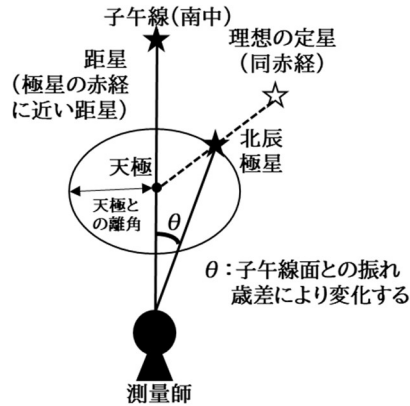 子午線(南中)
距星
(極星の赤経
に近い距星)
理想の定星
(同赤経)
北辰
極星
天極
天極と
の離角
θ
θ:子午線面との振れ
歳差により変化する
測量師